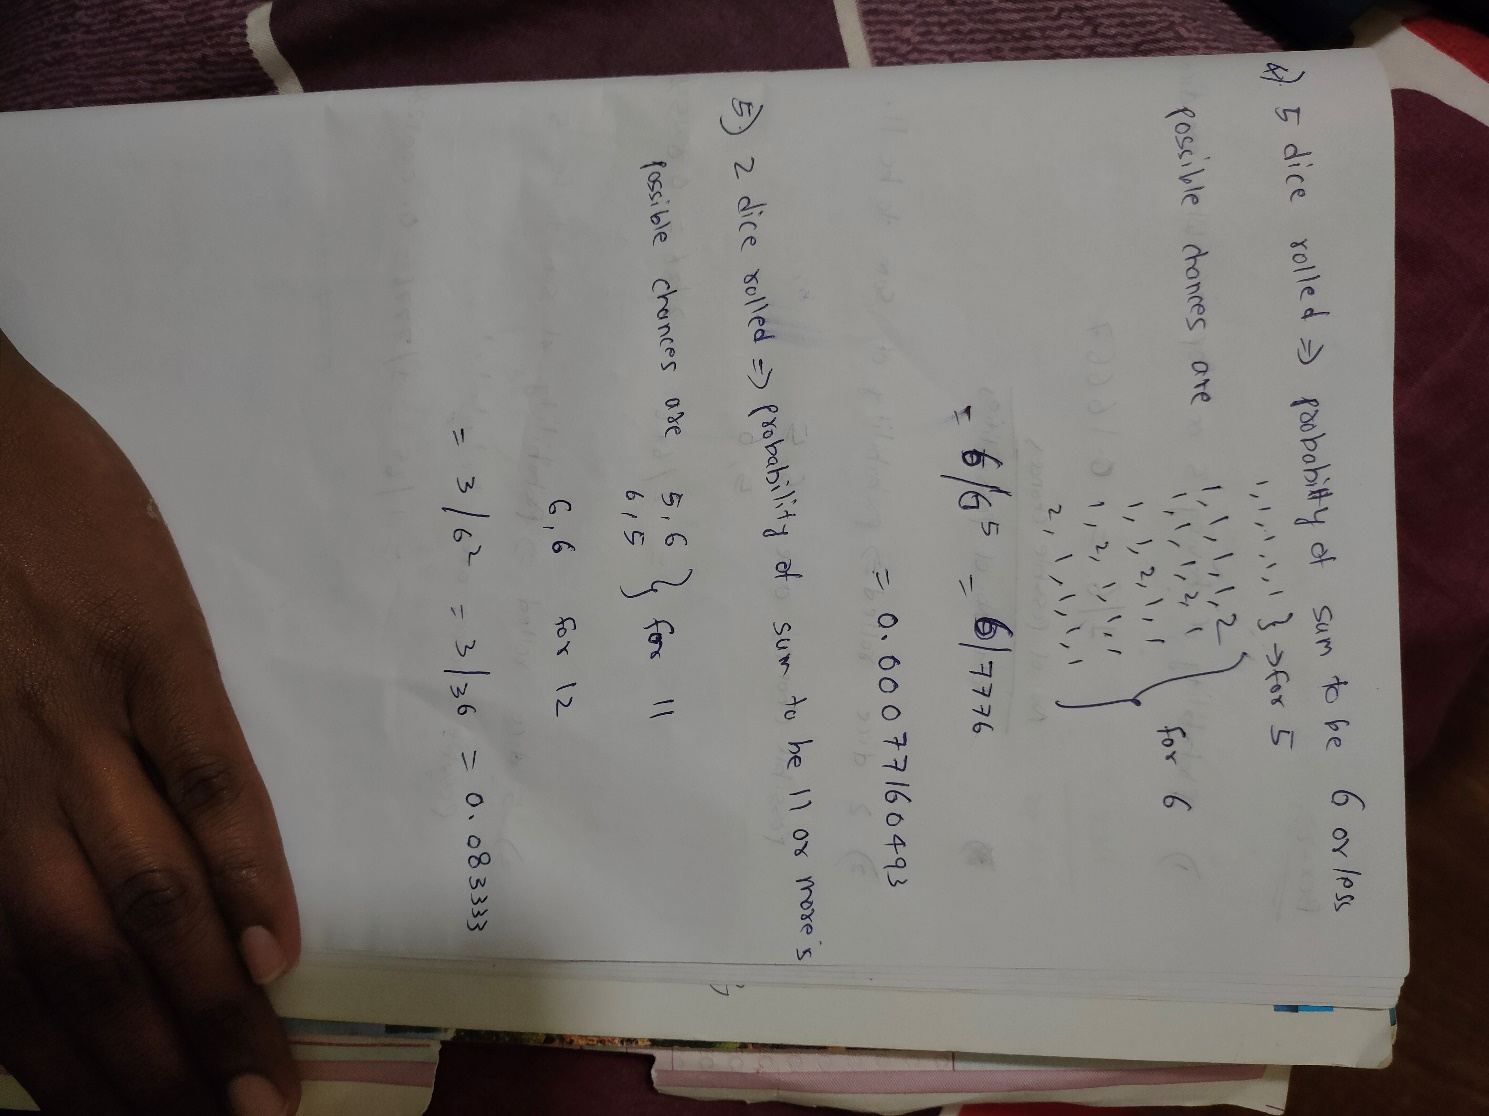 4) 5 dice rolled => probability of sum to be 6 or less
possible chances are 1,1,1,1,1 } → for 5
1,1,1,1,2
1,1,1,2,1
1,1,2,1,1
1,2,1,1,1
2,1,1,1,1
} for 6
= 6/6⁵ = 6/7776
= 0.00077160493
5) 2 dice rolled => probability of sum to be 11 or more is
possible chances are 5,6
6,5 } for 11
6,6 for 12
= 3/6² = 3/36 = 0.083333